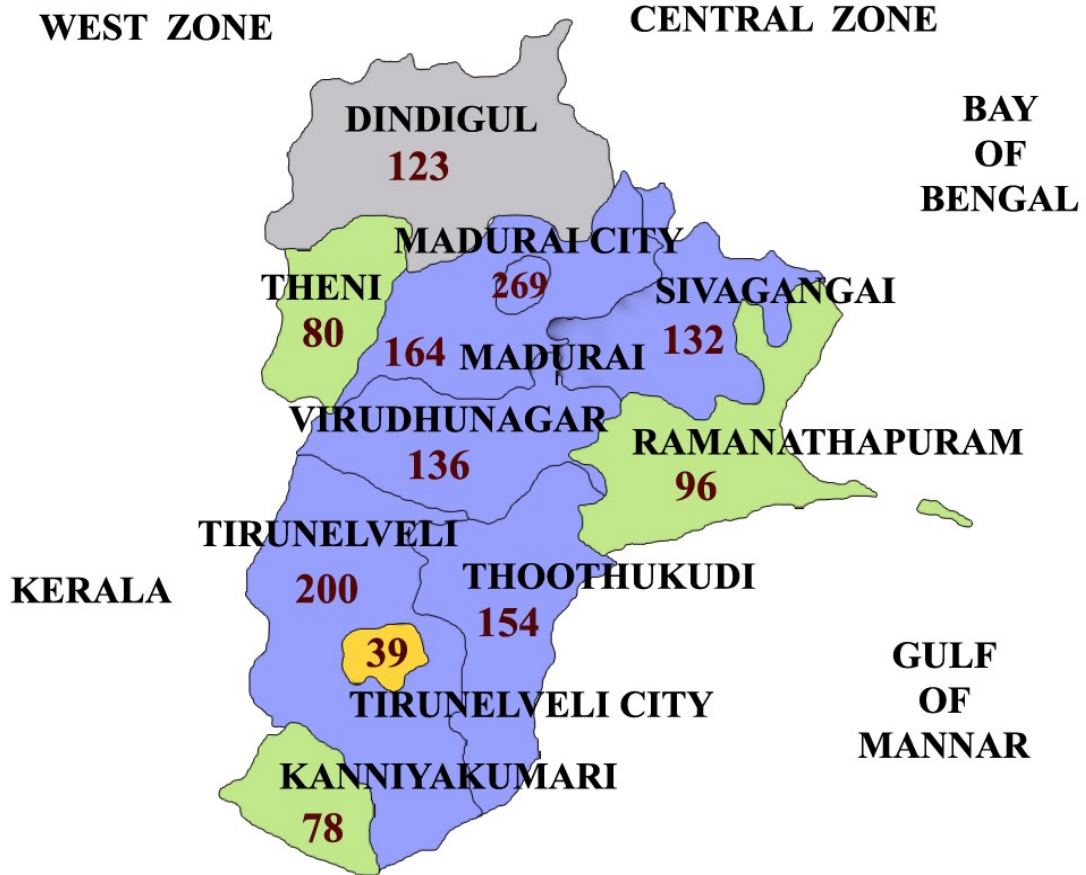 WEST ZONE
CENTRAL ZONE
DINDIGUL
123
BAY
OF
BENGAL
MADURAI CITY
269
THENI
80
SIVAGANGAI
132
164 MADURAI
VIRUDHUNAGAR
136
RAMANATHAPURAM
96
TIRUNELVELI
200
KERALA
THOOTHUKUDI
154
39
TIRUNELVELI CITY
GULF
OF
MANNAR
KANNIYAKUMARI
78